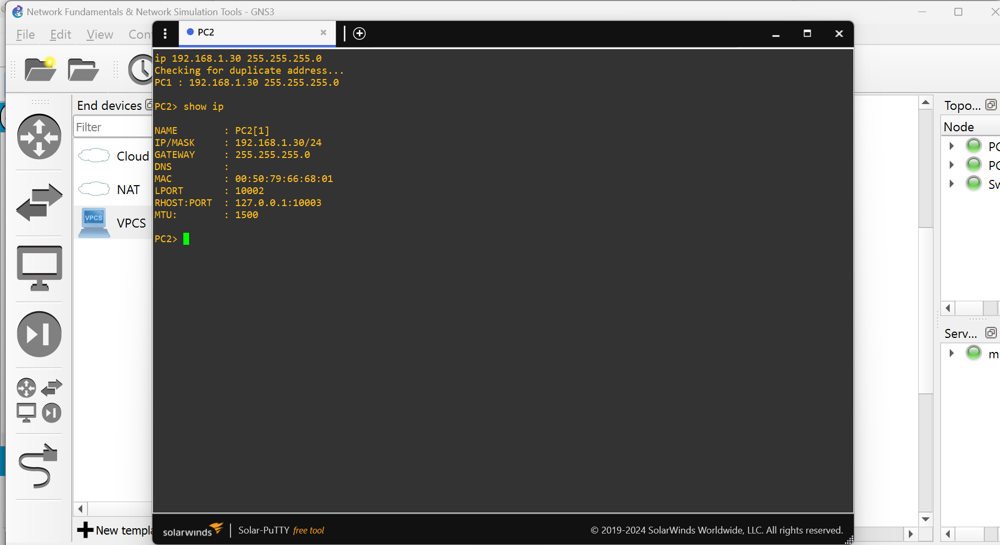 Network Fundamentals & Network Simulation Tools - GNS3
File Edit View Con
PC2
ip 192.168.1.30 255.255.255.0
Checking for duplicate address...
PC1 : 192.168.1.30 255.255.255.0
PC2> show ip
NAME : PC2[1]
IP/MASK : 192.168.1.30/24
GATEWAY : 255.255.255.0
DNS :
MAC : 00:50:79:66:68:01
LPORT : 10002
RHOST:PORT : 127.0.0.1:10003
MTU: : 1500
PC2>
End devices
Filter
Cloud
NAT
VPCS
VPCS
New templa
Topo...
Node
PC
PC
Sw
Serv...
m
solarwinds
Solar-PuTTY free tool
© 2019-2024 SolarWinds Worldwide, LLC. All rights reserved.